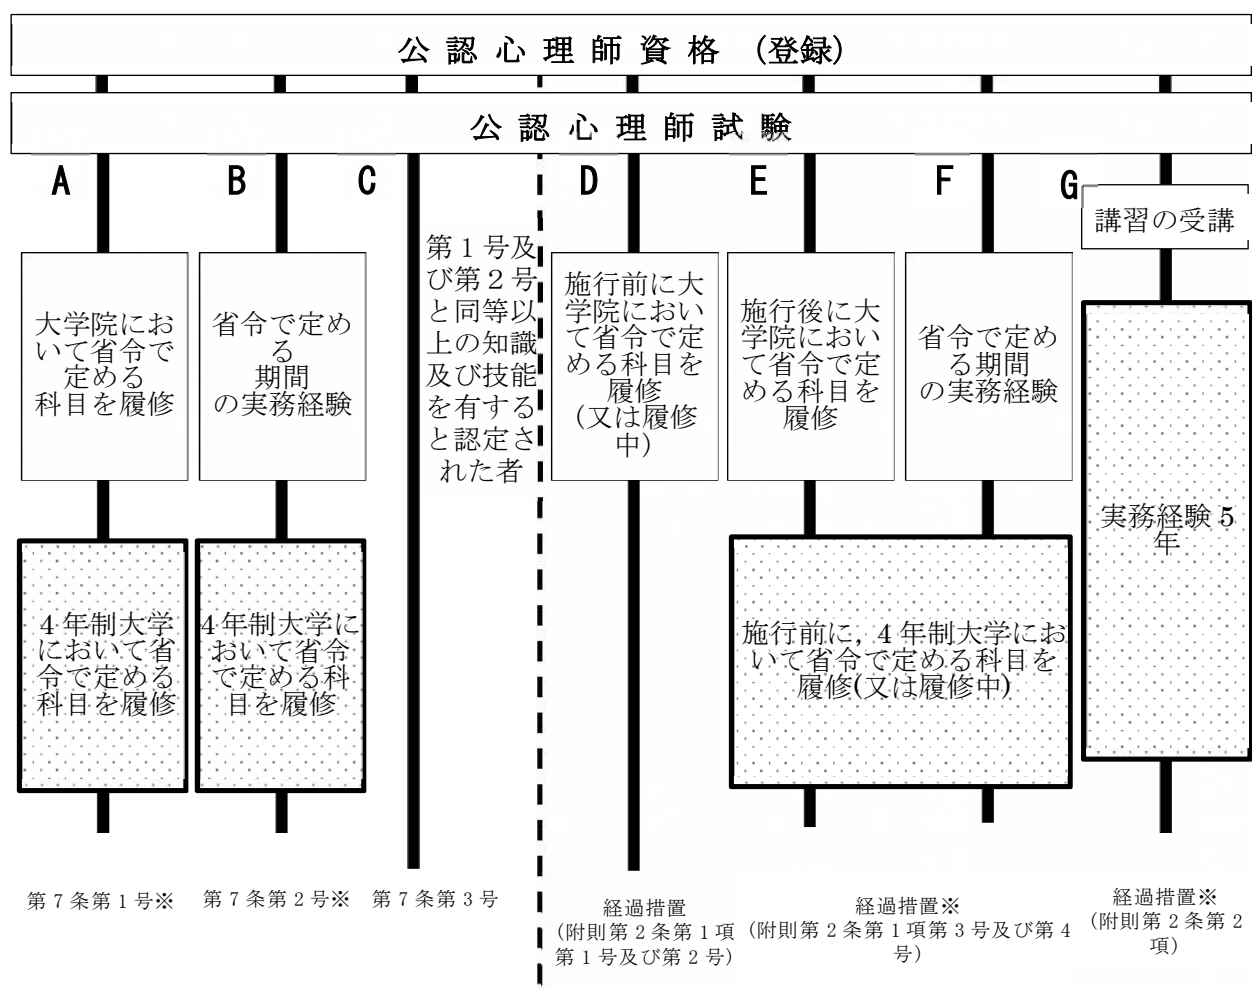 公認心理師資格 (登録)
公認心理師試験
A
B
C
D
E
F
G
講習の受講
大学院にお
いて省令で
定める
科目を履修
省令で定め
る
期間
の実務経験
第1号及
び第2号
と同等以
上の知識
及び技能
を有する
と認定さ
れた者
施行前に大
学院におい
て省令で定
める科目を
履修
(又は履修
中)
施行後に大
学院におい
て省令で定
める科目を
履修
省令で定め
る期間
の実務経験
実務経験5
年
4年制大学
において省
令で定める
科目を履修
4年制大学に
おいて省令
で定める科
目を履修
施行前に,4年制大学にお
いて省令で定める科目を
履修(又は履修中)
第7条第1号※
第7条第2号※
第7条第3号
経過措置
(附則第2条第1項
第1号及び第2号)
経過措置※
(附則第2条第1項第3号及び第4
号)
経過措置※
(附則第2条第2
項)